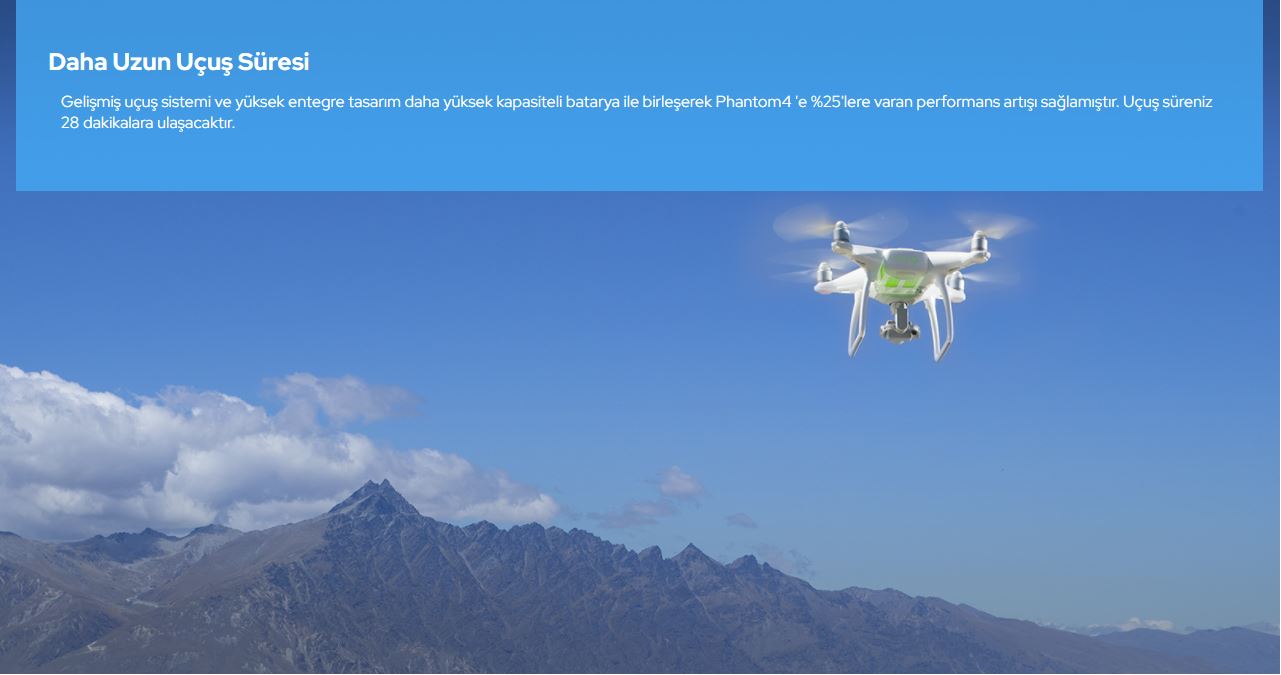 Daha Uzun Uçuş Süresi
Gelişmiş uçuş sistemi ve yüksek entegre tasarım daha yüksek kapasiteli batarya ile birleşerek Phantom4 'e %25'lere varan performans artışı sağlamıştır. Uçuş süreniz
28 dakikalara ulaşacaktır.